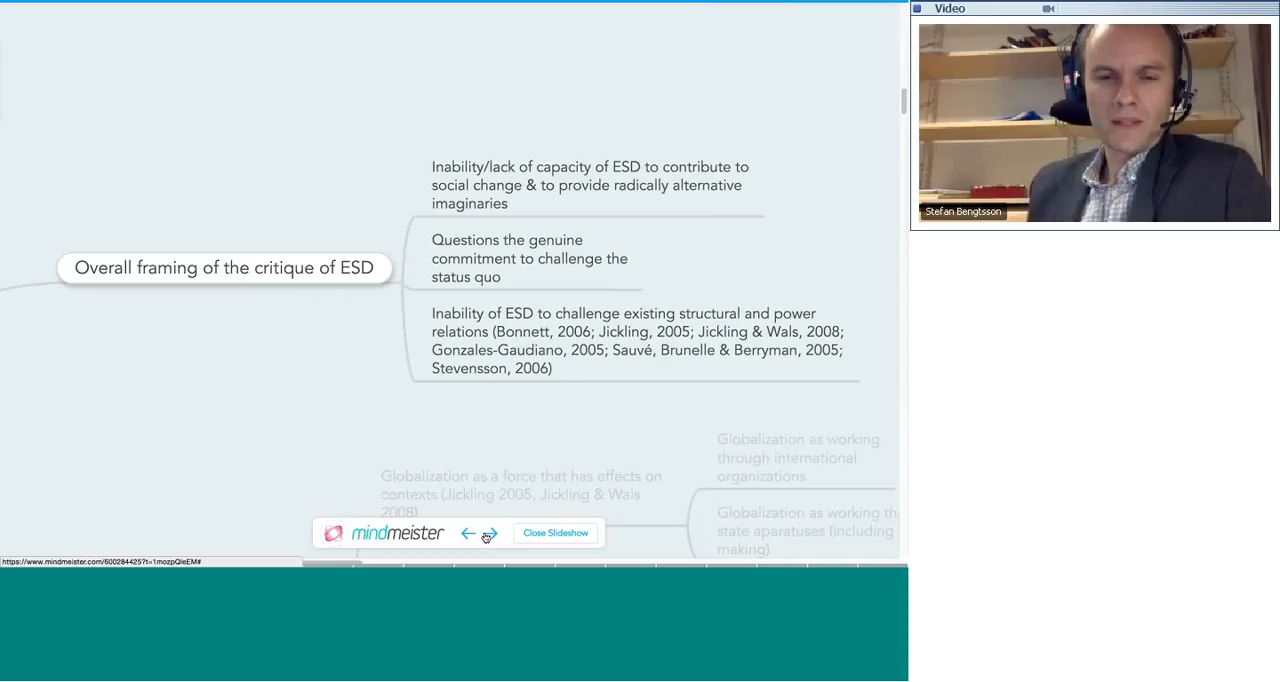 Video
Stefan Bengtsson
Inability/lack of capacity of ESD to contribute to
social change & to provide radically alternative
imaginaries
Overall framing of the critique of ESD
Questions the genuine
commitment to challenge the
status quo
Inability of ESD to challenge existing structural and power
relations (Bonnett, 2006; Jickling, 2005; Jickling & Wals, 2008;
Gonzales-Gaudiano, 2005; Sauvé, Brunelle & Berryman, 2005;
Stevensson, 2006)
Globalization as a force that has effects on
contexts (Jickling 2005, Jickling & Wals
2008)
Globalization as working
through international
organizations
Globalization as working th
state aparatuses (including
making)
mindmeister
Close Slideshow
https://www.mindmeister.com/600284425?t=1mozpQleEM#